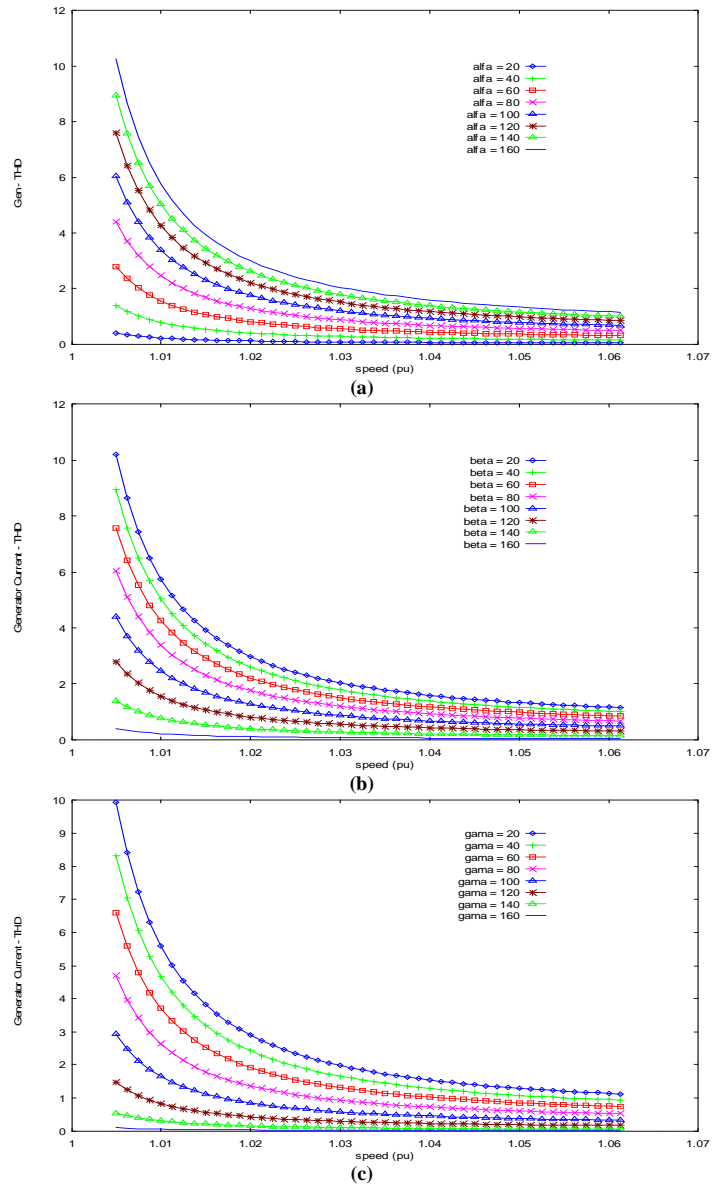 12
10
8
6
4
2
0
Gen - THD
alfa = 20
alfa = 40
alfa = 60
alfa = 80
alfa = 100
alfa = 120
alfa = 140
alfa = 160
1 1.01 1.02 1.03 1.04 1.05 1.06 1.07
speed (pu)
(a)
12
10
8
6
4
2
0
Generator Current - THD
beta = 20
beta = 40
beta = 60
beta = 80
beta = 100
beta = 120
beta = 140
beta = 160
1 1.01 1.02 1.03 1.04 1.05 1.06 1.07
speed (pu)
(b)
10
9
8
7
6
5
4
3
2
1
0
Generator Current - THD
gama = 20
gama = 40
gama = 60
gama = 80
gama = 100
gama = 120
gama = 140
gama = 160
1 1.01 1.02 1.03 1.04 1.05 1.06 1.07
speed (pu)
(c)